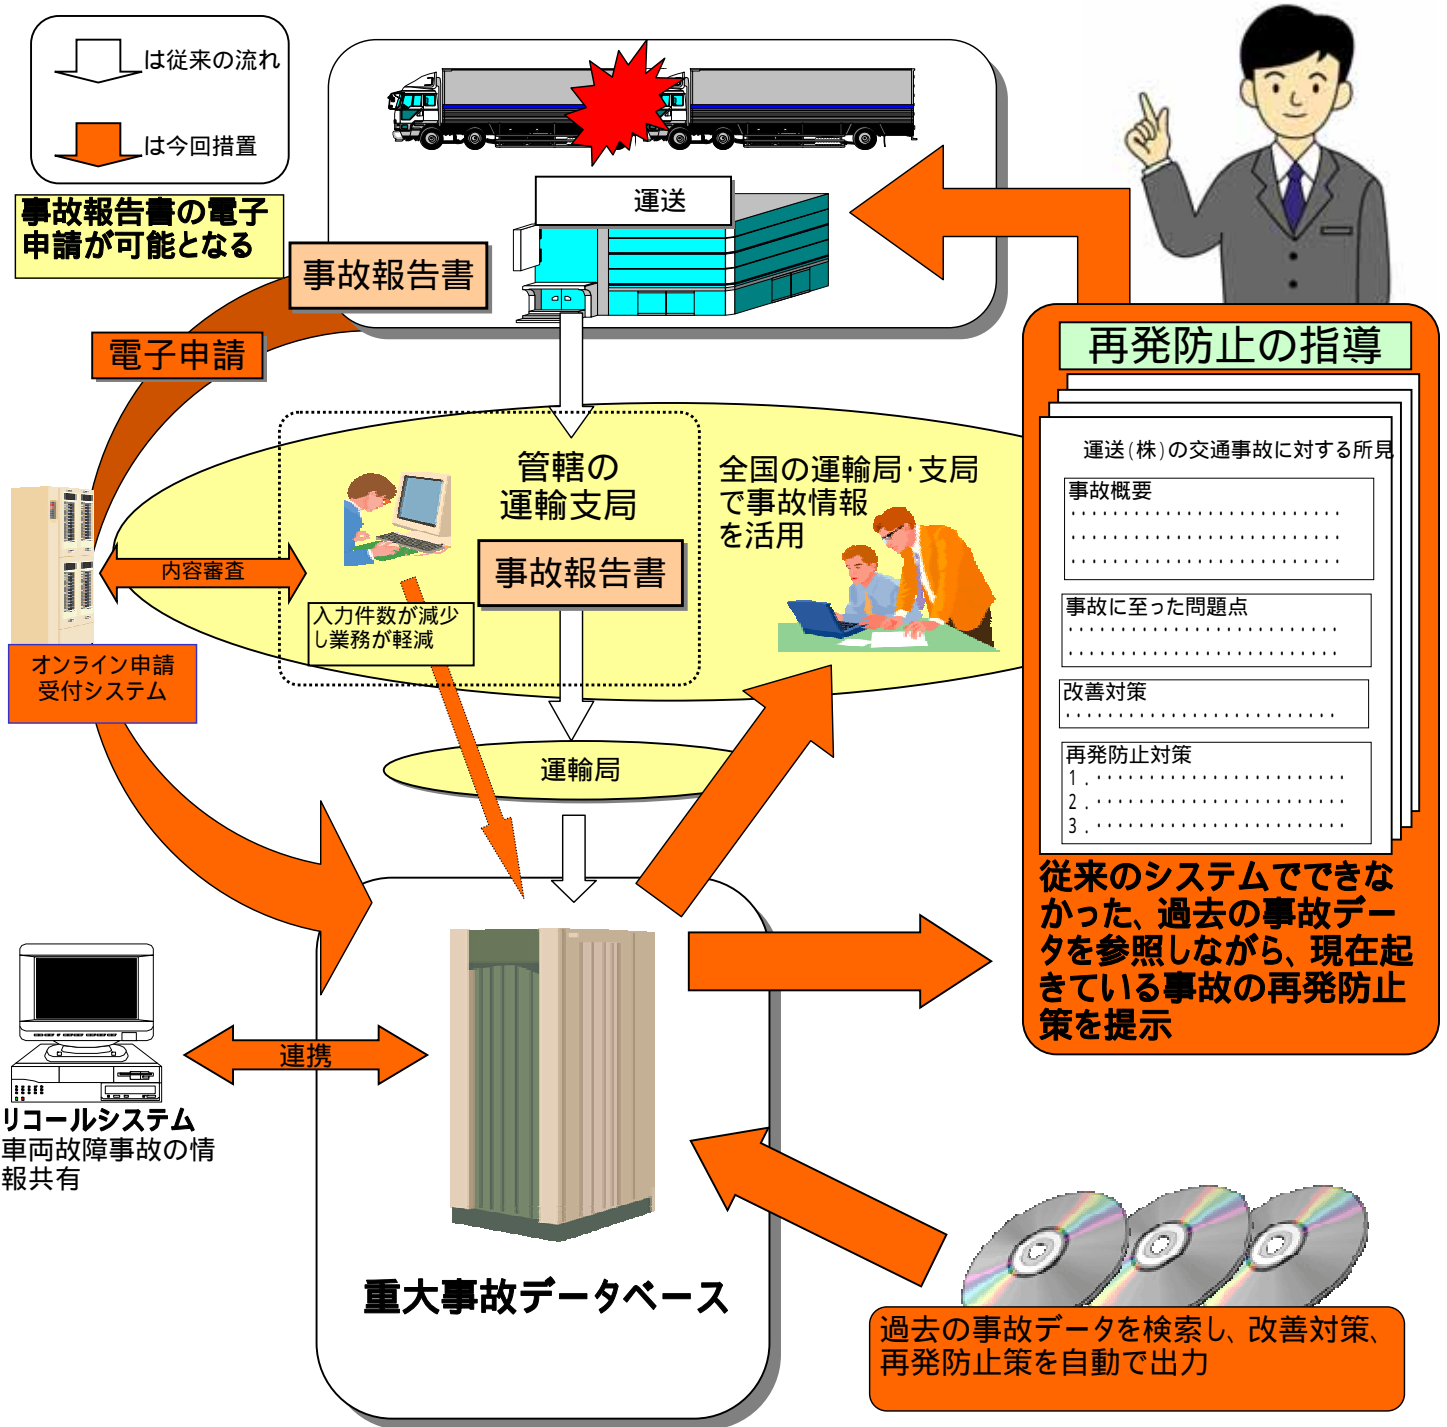 は従来の流れ
は今回措置
事故報告書の電子
申請が可能となる
運送
事故報告書
電子申請
再発防止の指導
運送(株)の交通事故に対する所見
事故概要
・・・・・・・・・・・・・・・・・・・・・・・・・・
・・・・・・・・・・・・・・・・・・・・・・・・・・
・・・・・・・・・・・・・・・・・・・・・・・・・・
事故に至った問題点
・・・・・・・・・・・・・・・・・・・・・・・・・・
・・・・・・・・・・・・・・・・・・・・・・・・・・
改善対策
・・・・・・・・・・・・・・・・・・・・・・・・・・
再発防止対策
1.・・・・・・・・・・・・・・・・・・・・・・・・
2.・・・・・・・・・・・・・・・・・・・・・・・・
3.・・・・・・・・・・・・・・・・・・・・・・・・
従来のシステムでできな
かった、過去の事故デー
タを参照しながら、現在起
きている事故の再発防止
策を提示
管轄の
運輸支局
事故報告書
全国の運輸局・支局
で事故情報
を活用
内容審査
入力件数が減少
し業務が軽減
オンライン申請
受付システム
運輸局
連携
リコールシステム
車両故障事故の情
報共有
重大事故データベース
過去の事故データを検索し、改善対策、
再発防止策を自動で出力